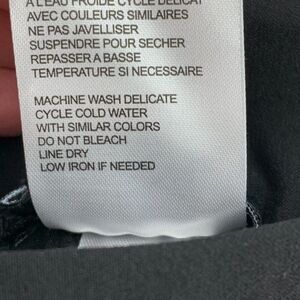 A L'EAU FROIDE CYCLE DELICAT
AVEC COULEURS SIMILAIRES
NE PAS JAVELLISER
SUSPENDRE POUR SECHER
REPASSER A BASSE
TEMPERATURE SI NECESSAIRE
MACHINE WASH DELICATE
CYCLE COLD WATER
WITH SIMILAR COLORS
DO NOT BLEACH
LINE DRY
LOW IRON IF NEEDED